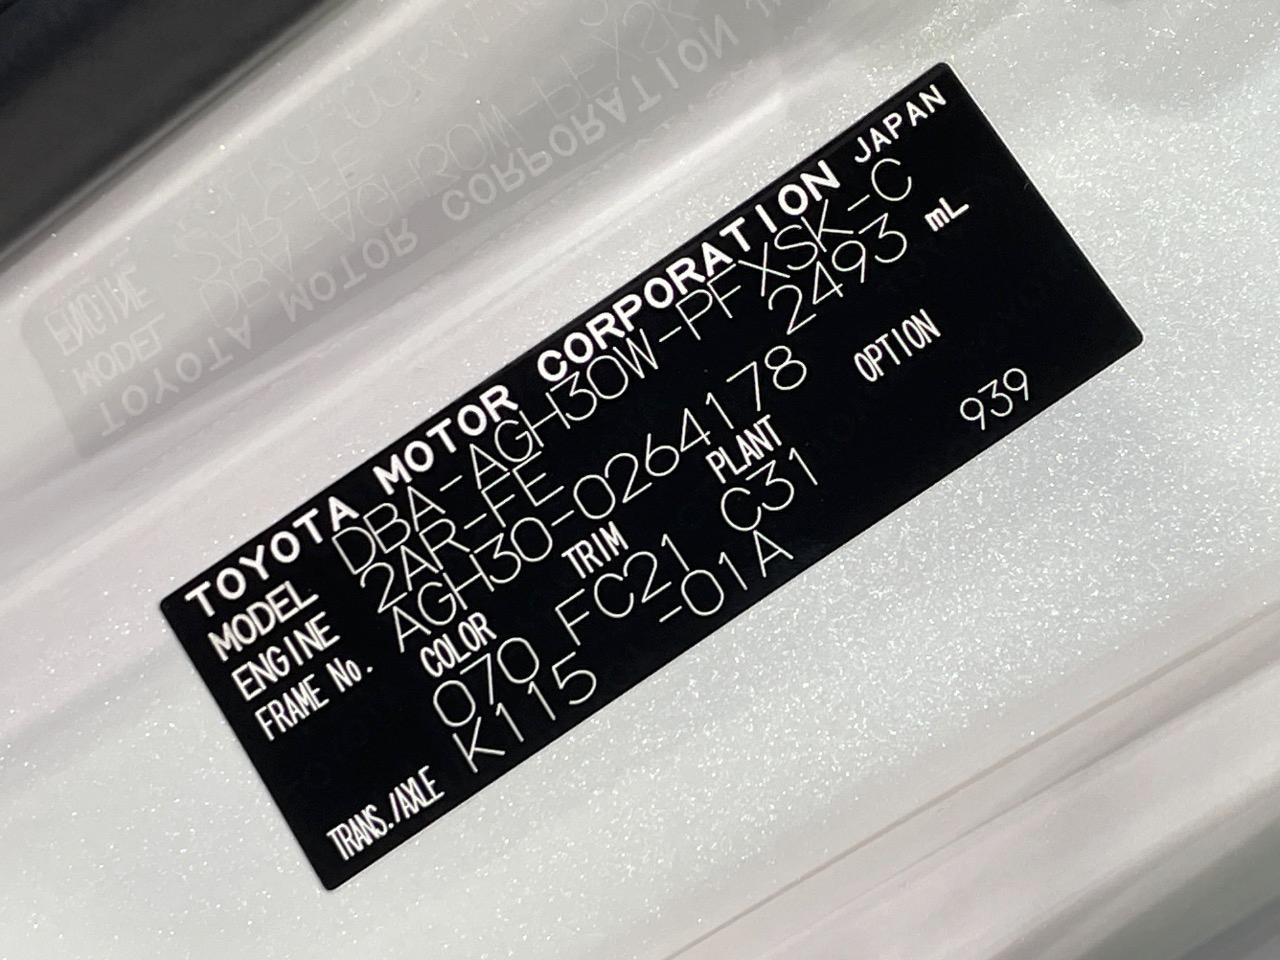 TOYOTA MOTOR CORPORATION JAPAN
MODEL DBA-AGH30W-PFXSK-C
ENGINE 2AR-FE 2493 mL
FRAME No. AGH30-0264178
COLOR TRIM PLANT OPTION
070 FC21 C31 939
TRANS./AXLE K115 -01A